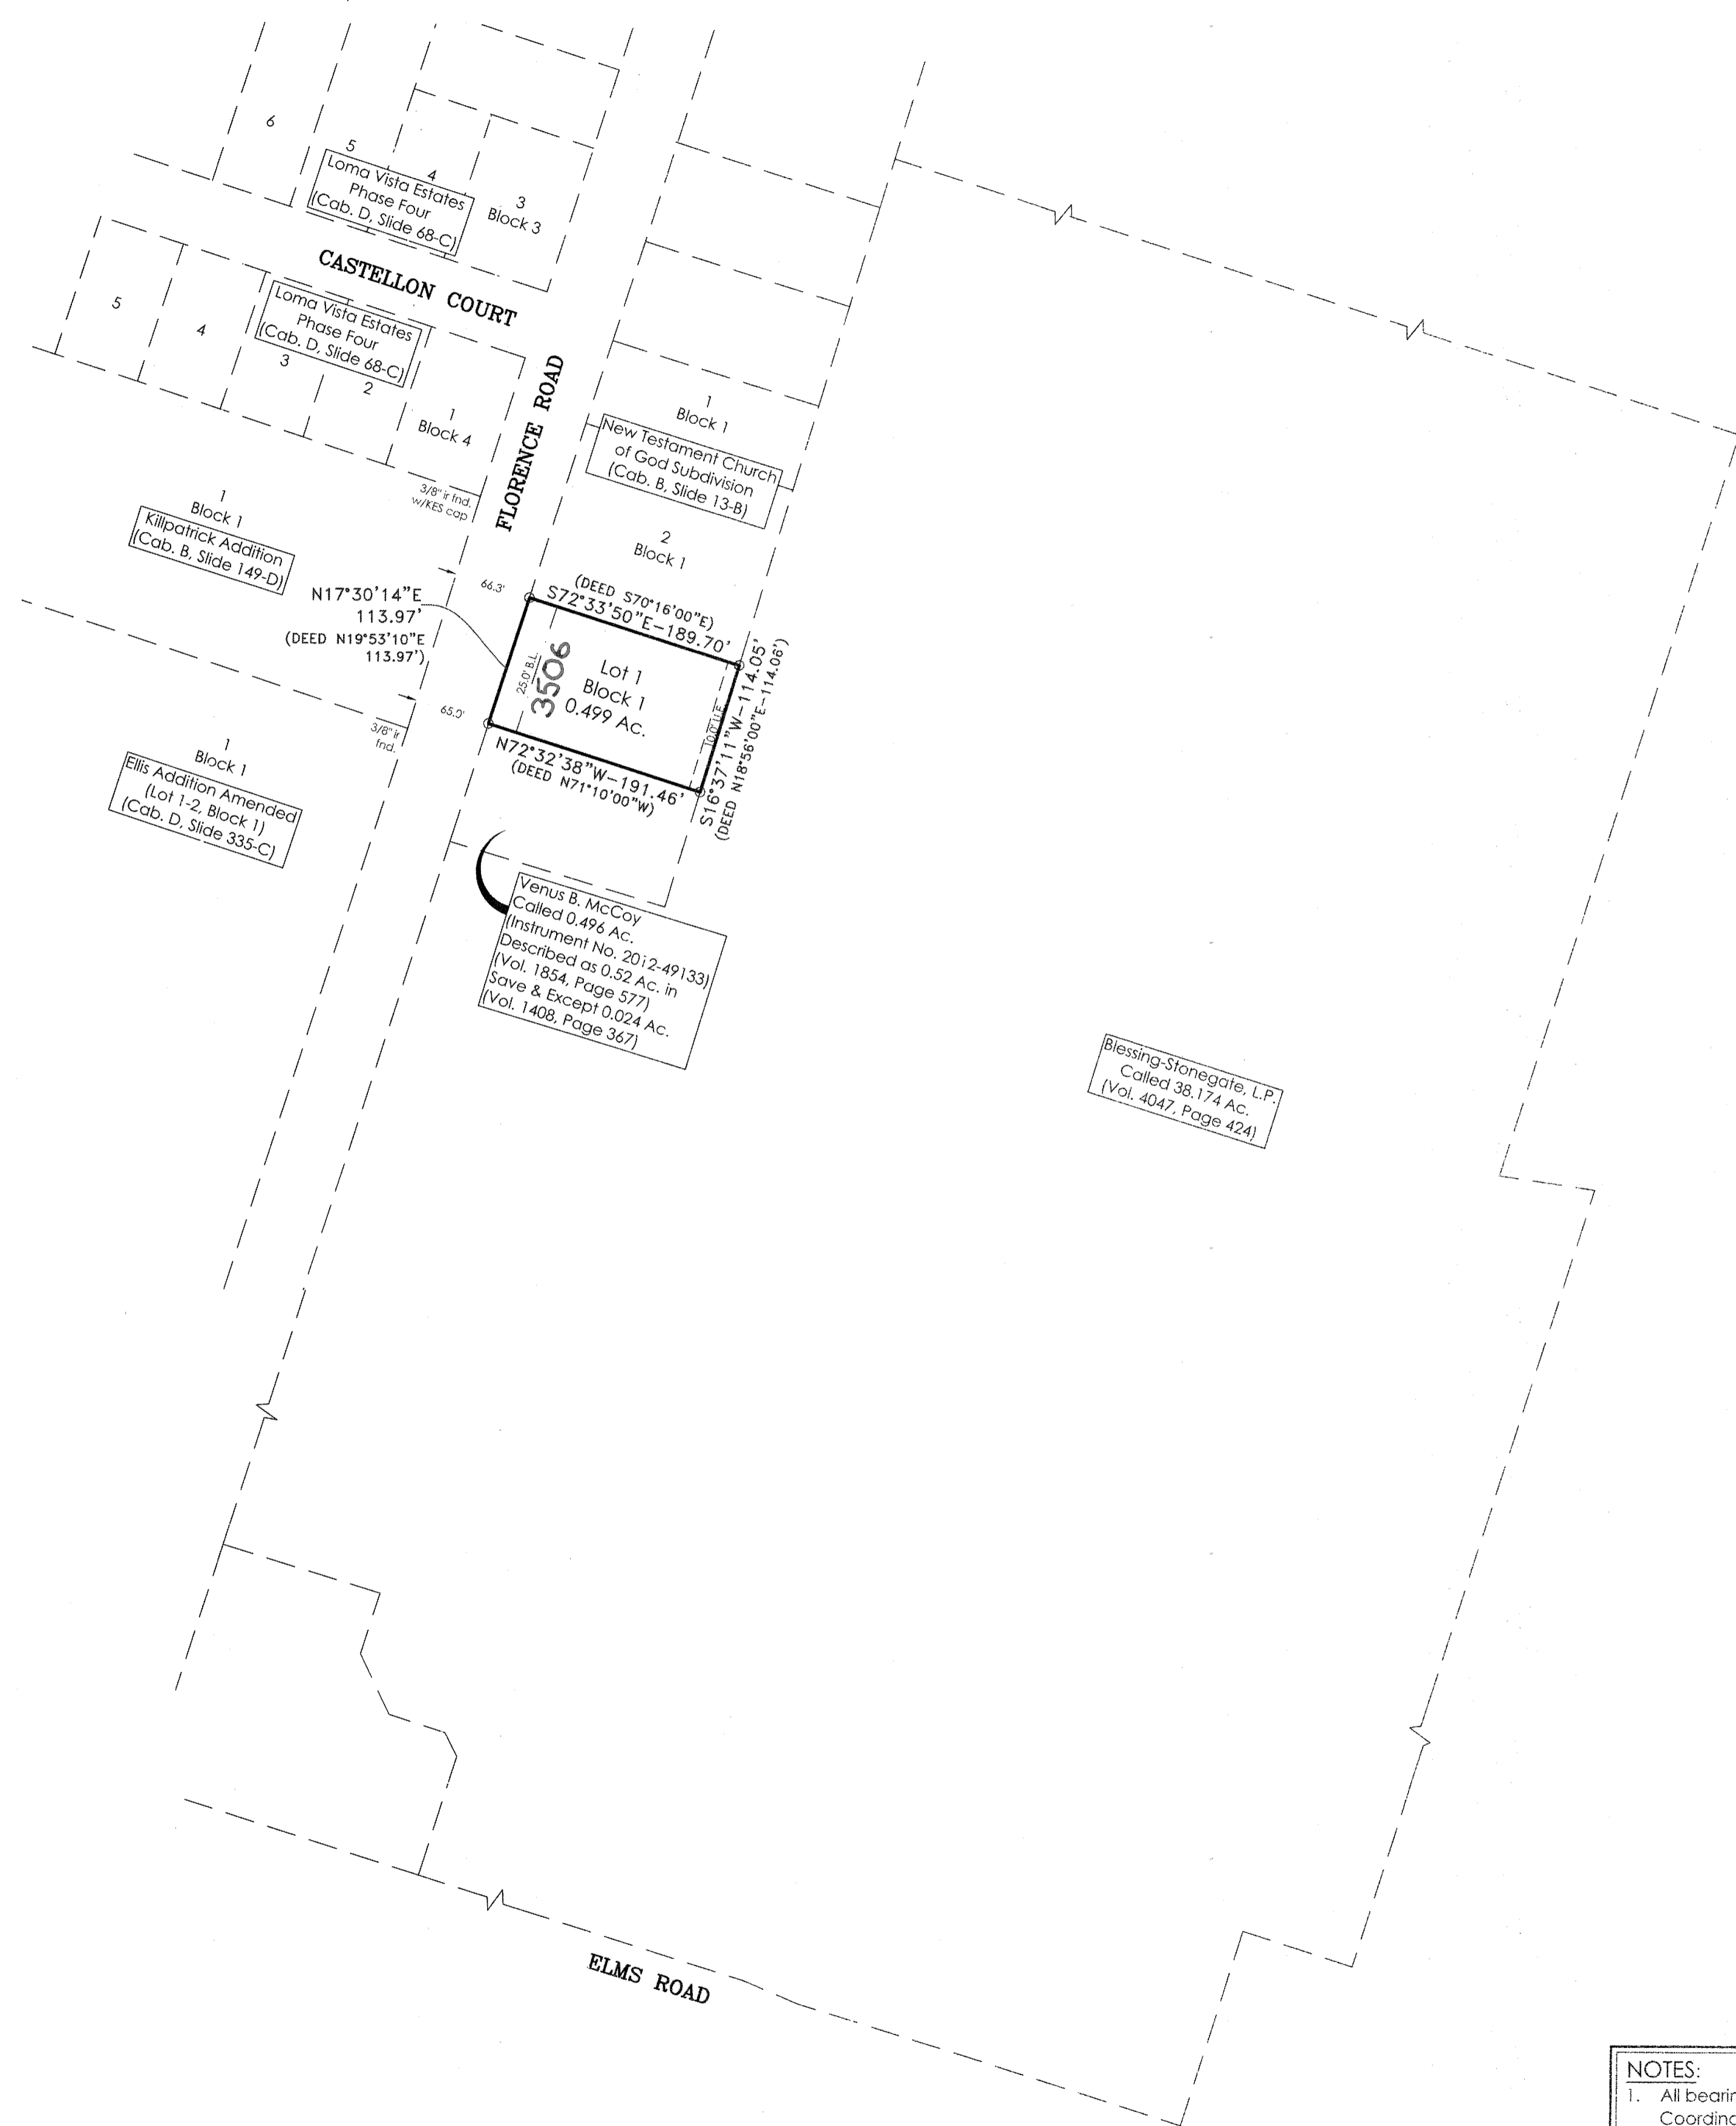 6
5
4
3
Block 3
Loma Vista Estates
Phase Four
(Cab. D, Slide 68-C)
CASTELLON COURT
5
4
Loma Vista Estates
Phase Four
(Cab. D, Slide 68-C)
3
2
1
Block 4
FLORENCE ROAD
1
Block 1
New Testament Church
of God Subdivision
(Cab. B, Slide 13-B)
2
Block 1
3/8" ir fnd.
w/KES cap
1
Block 1
Killpatrick Addition
(Cab. B, Slide 149-D)
N17°30'14"E
113.97'
(DEED N19°53'10"E
113.97')
66.3'
(DEED S70°16'00"E)
S72°33'50"E-189.70'
25.0' B.L.
3506
Lot 1
Block 1
0.499 Ac.
10.0' U.E.
S16°37'11"W-114.05'
(DEED N18°56'00"E-114.06')
65.0'
3/8" ir
fnd.
N72°32'38"W-191.46'
(DEED N71°10'00"W)
1
Block 1
Ellis Addition Amended
(Lot 1-2, Block 1)
(Cab. D, Slide 335-C)
Venus B. McCoy
Called 0.496 Ac.
(Instrument No. 2012-49133)
Described as 0.52 Ac. in
(Vol. 1854, Page 577)
Save & Except 0.024 Ac.
(Vol. 1408, Page 367)
Blessing-Stonegate, L.P.
Called 38.174 Ac.
(Vol. 4047, Page 424)
ELMS ROAD
NOTES:
1. All bearin
Coordin